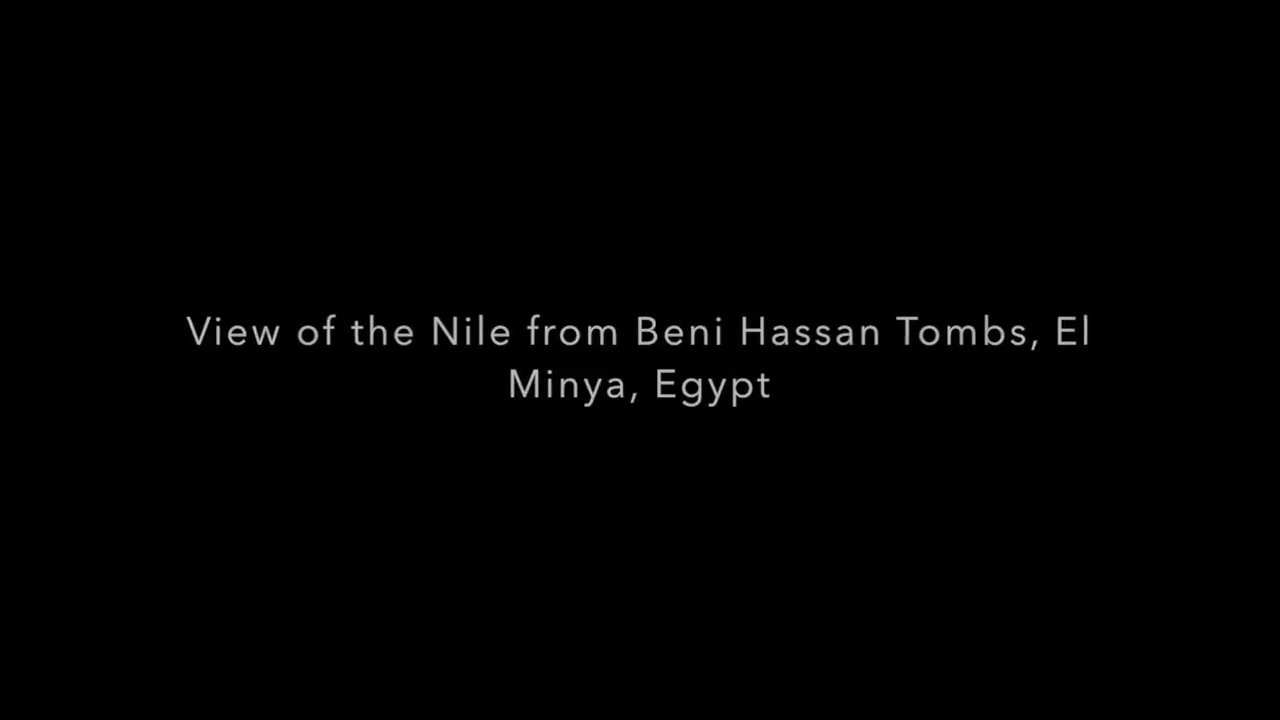 View of the Nile from Beni Hassan Tombs, El
Minya, Egypt